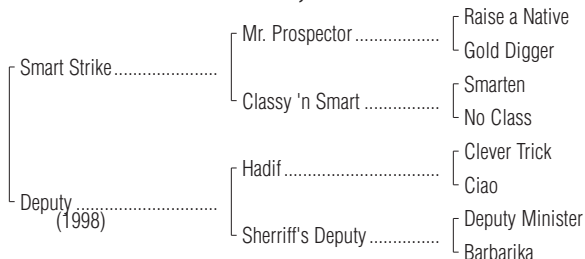 Raise a Native
Mr. Prospector ..................
Gold Digger
Smart Strike......................
Smarten
Classy 'n Smart ................
No Class
Clever Trick
Hadif.................................
Ciao
Deputy ..............................
(1998)
Deputy Minister
Sherriff's Deputy...............
Barbarika